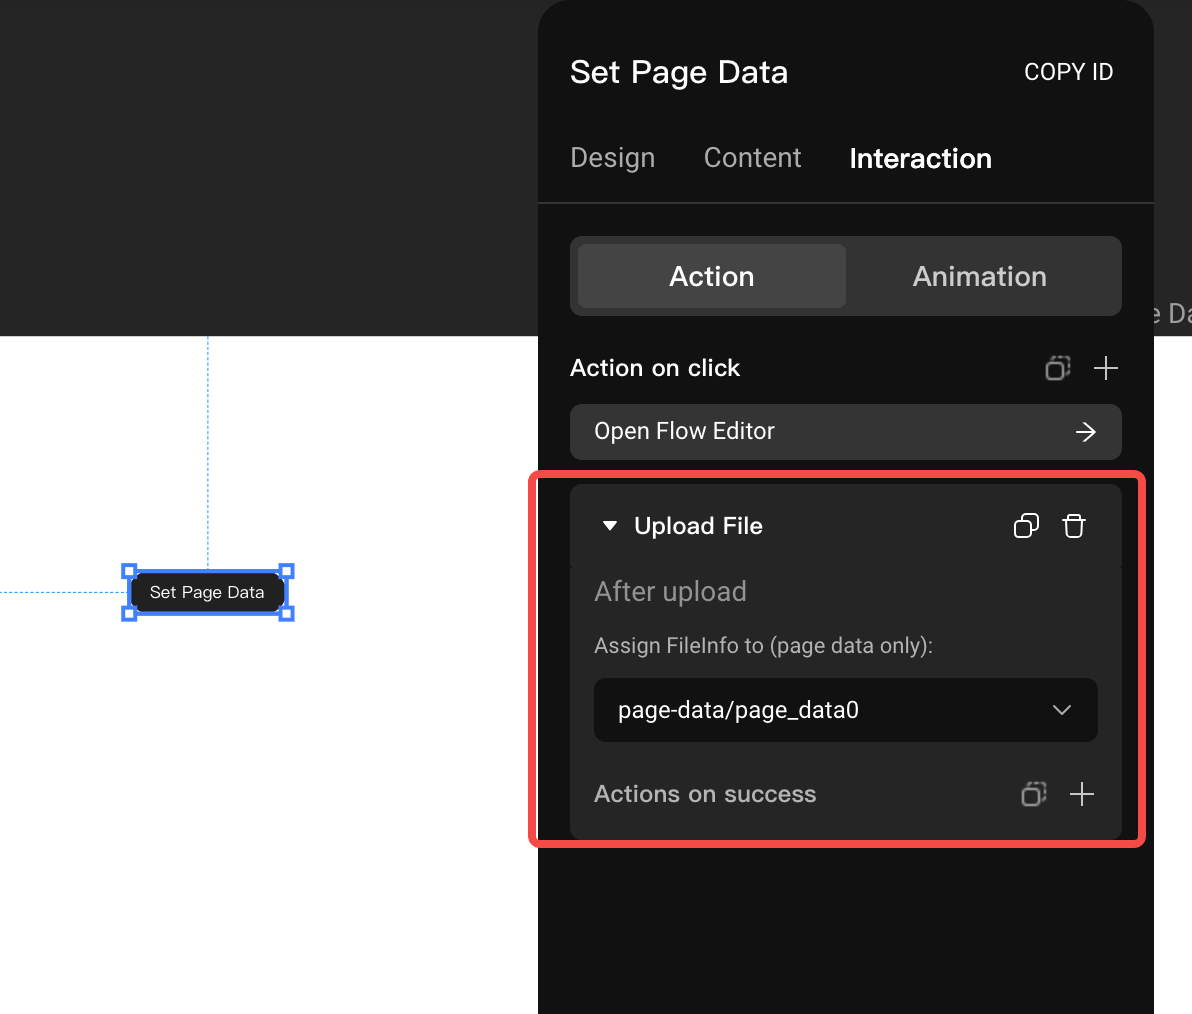 Set Page Data
COPY ID
Design
Content
Interaction
Action
Animation
Action on click
Open Flow Editor
Upload File
After upload
Assign FileInfo to (page data only):
page-data/page_data0
Actions on success
Set Page Data